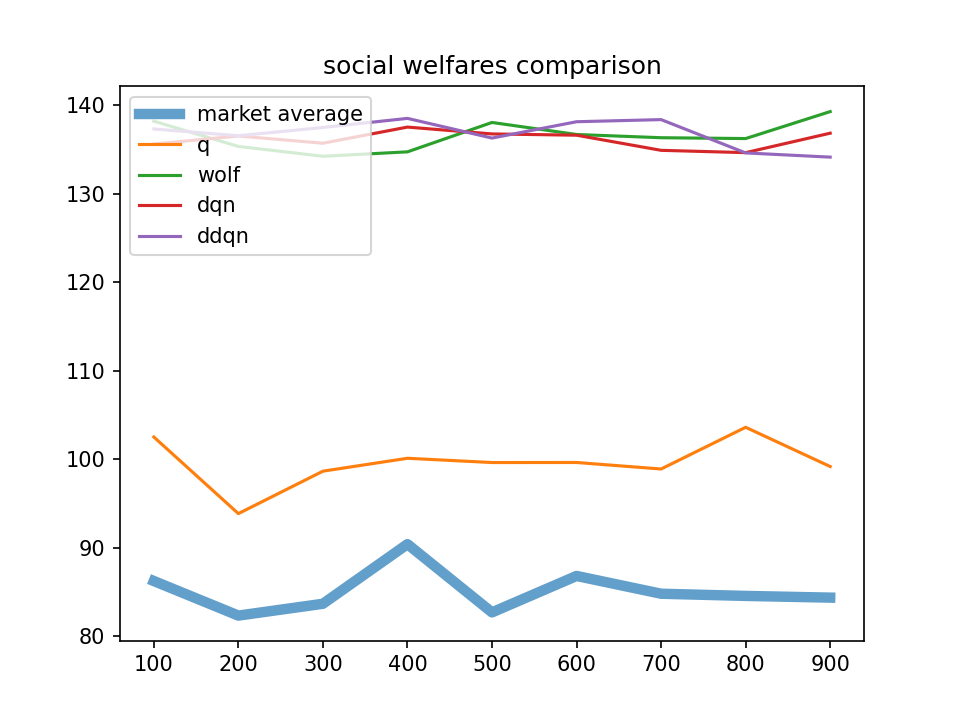 social welfares comparison
140
130
120
110
100
90
80
market average
q
wolf
dqn
ddqn
100 200 300 400 500 600 700 800 900